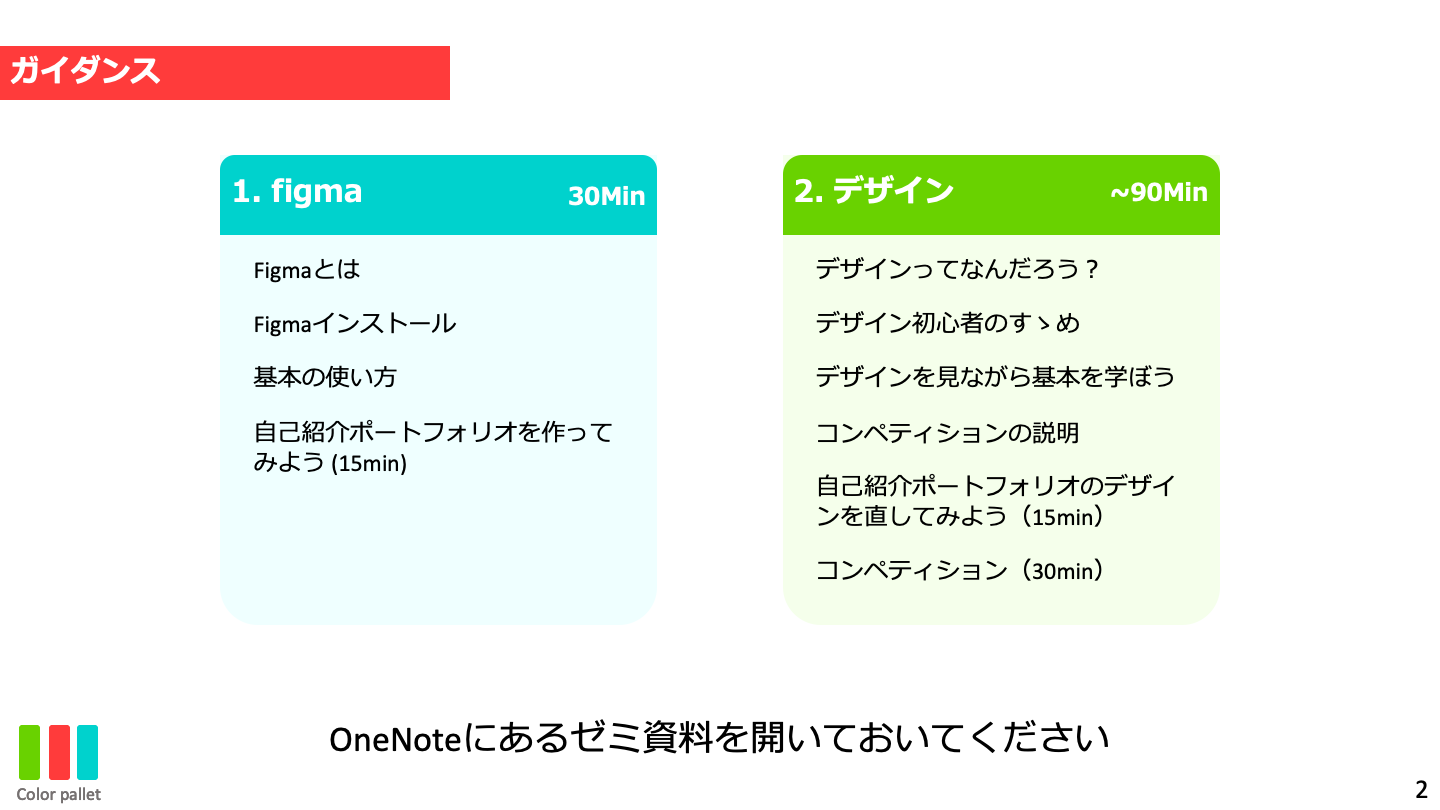 ガイダンス
1. figma
30Min
Figmaとは
Figmaインストール
基本の使い方
自己紹介ポートフォリオを作って
みよう (15min)
2. デザイン
~90Min
デザインってなんだろう？
デザイン初心者のすゝめ
デザインを見ながら基本を学ぼう
コンペティションの説明
自己紹介ポートフォリオのデザイ
ンを直してみよう（15min）
コンペティション（30min）
OneNoteにあるゼミ資料を開いておいてください
Color pallet
2